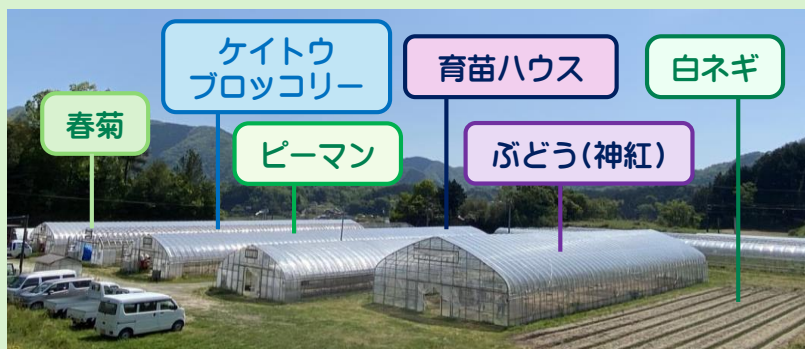 春菊
ケイトウ
ブロッコリー
ピーマン
育苗ハウス
ぶどう(神紅)
白ネギ